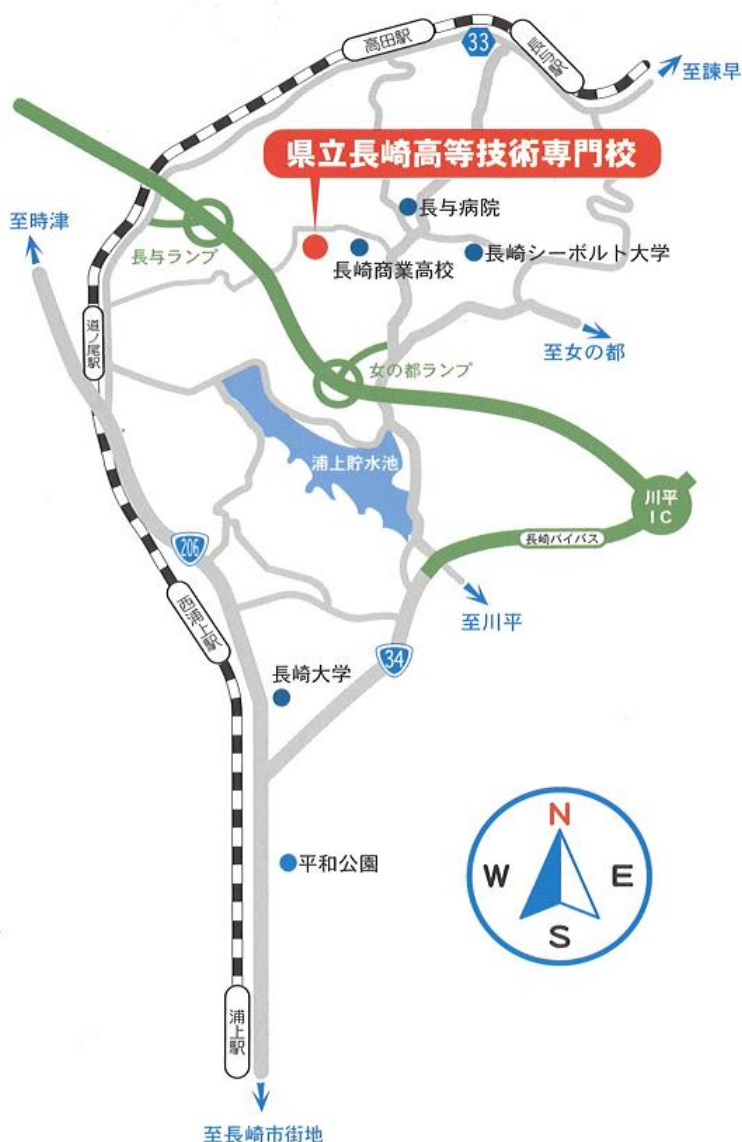 高田駅
33
長与駅
至諫早
県立長崎高等技術専門校
長与病院
至時津
長与ランプ
長崎商業高校
長崎シーボルト大学
道ノ尾駅
至女の都
女の都ランプ
浦上貯水池
川平
IC
長崎バイパス
206
西浦上駅
至川平
34
長崎大学
N
W
E
S
平和公園
浦上駅
至長崎市街地